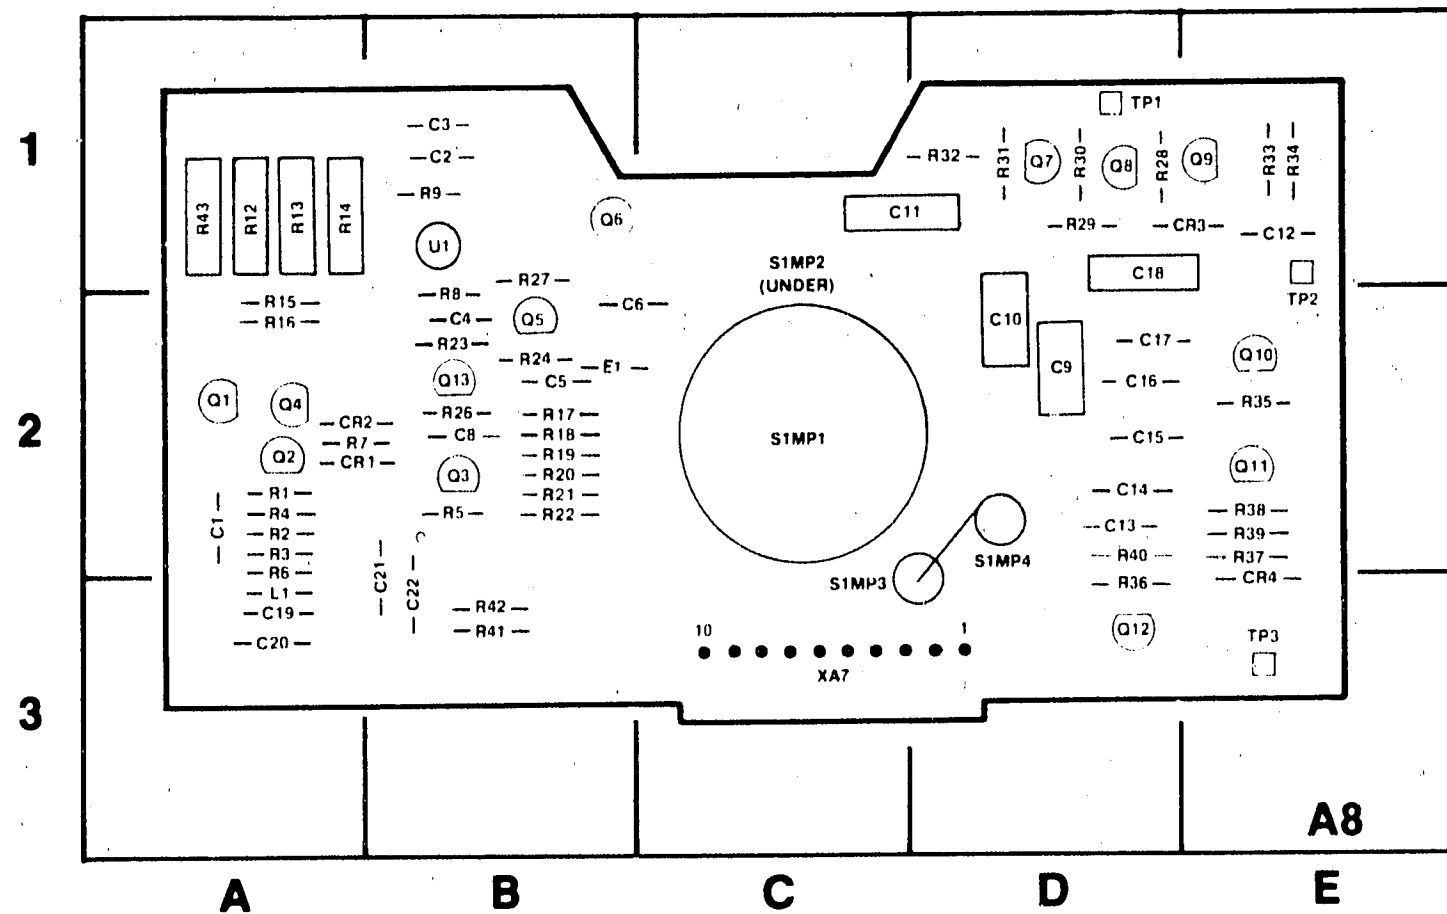 TP1
1
C3
C2
R32
R31
Q7
R30
Q8
R28
Q9
R33
R34
R43
R12
R13
R14
R9
U1
Q6
C11
R29
CR3
C12
S1MP2
(UNDER)
C18
TP2
R27
R15
R16
R8
C4
R23
Q5
C6
C10
C9
C17
Q10
R24
E1
C5
Q13
C16
R35
Q1
Q4
CR2
R7
CR1
R26
C8
R17
R18
R19
R20
R21
R22
S1MP1
C15
2
Q2
Q3
Q11
R1
R4
R2
R3
R6
L1
C19
C20
C1
R5
C21
C22
C14
C13
R40
R36
R38
R39
R37
CR4
S1MP3
S1MP4
R42
R41
10
1
XA7
Q12
TP3
3
A8
A
B
C
D
E